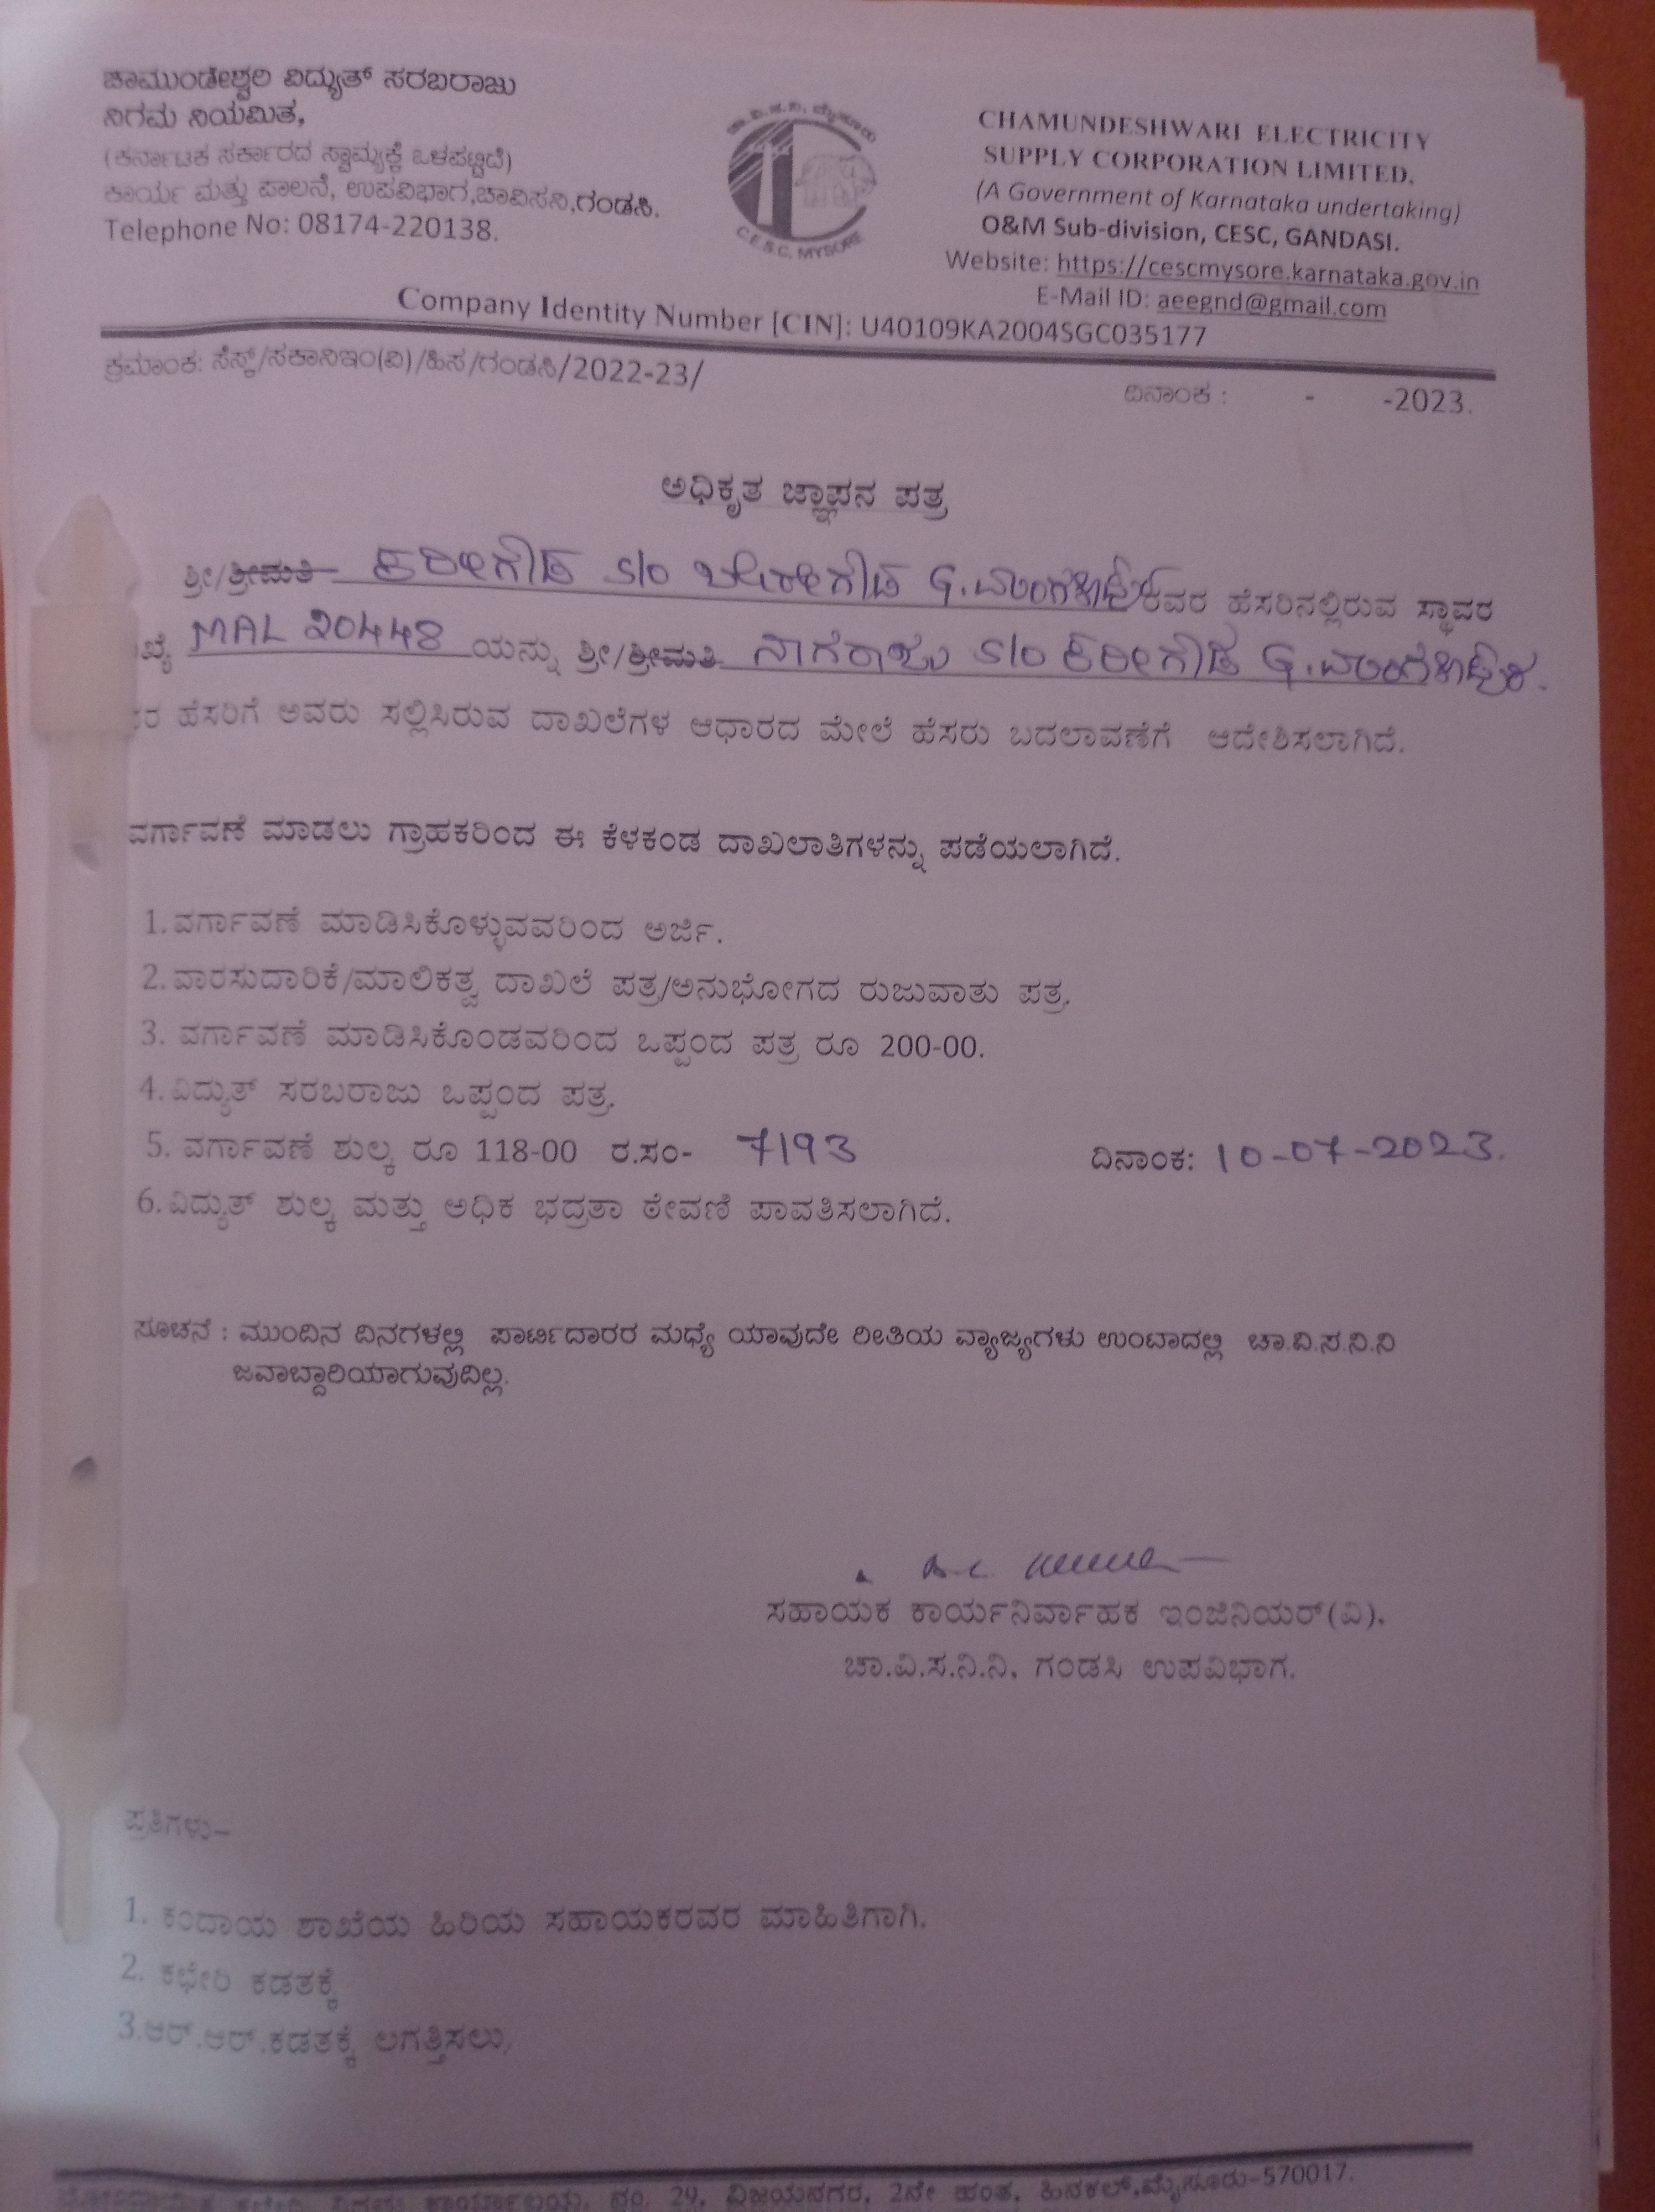 ಚಾಮುಂಡೇಶ್ವರಿ ವಿದ್ಯುತ್ ಸರಬರಾಜು
ನಿಗಮ ನಿಯಮಿತ,
(ಕರ್ನಾಟಕ ಸರ್ಕಾರದ ಸ್ವಾಮ್ಯಕ್ಕೆ ಒಳಪಟ್ಟಿದೆ)
ಕಾರ್ಯ ಮತ್ತು ಪಾಲನೆ, ಉಪವಿಭಾಗ,ಚಾವಿಸನಿ,ಗಂಡಸಿ.
Telephone No: 08174-220138.
ಚಾ.ವಿ.ಸ.ನಿ. ಮೈಸೂರು
C.E.S.C. MYSORE
CHAMUNDESHWARI ELECTRICITY
SUPPLY CORPORATION LIMITED.
(A Government of Karnataka undertaking)
O&M Sub-division, CESC, GANDASI.
Website: https://cescmysore.karnataka.gov.in
E-Mail ID: aeegnd@gmail.com
Company Identity Number [CIN]: U40109KA2004SGC035177
ಕ್ರಮಾಂಕ: ಸೆಸ್ಕ್/ಸಕಾನಿಇಂ(ವಿ)/ಹಿಸ/ಗಂಡಸಿ/2022-23/
ದಿನಾಂಕ : - -2023.
ಅಧಿಕೃತ ಜ್ಞಾಪನ ಪತ್ರ
ಶ್ರೀ/ಶ್ರೀಮತಿ ಕರೀಗೌಡ S/o ಗೌಡ ರವರ ಹೆಸರಿನಲ್ಲಿರುವ ಸ್ಥಾವರ
ಖ್ಯೆ MAL 20448 ಯನ್ನು ಶ್ರೀ/ಶ್ರೀಮತಿ ನಾಗರಾಜು S/o ಕರೀಗೌಡ
ರ ಹೆಸರಿಗೆ ಅವರು ಸಲ್ಲಿಸಿರುವ ದಾಖಲೆಗಳ ಆಧಾರದ ಮೇಲೆ ಹೆಸರು ಬದಲಾವಣೆಗೆ ಆದೇಶಿಸಲಾಗಿದೆ.
ವರ್ಗಾವಣೆ ಮಾಡಲು ಗ್ರಾಹಕರಿಂದ ಈ ಕೆಳಕಂಡ ದಾಖಲಾತಿಗಳನ್ನು ಪಡೆಯಲಾಗಿದೆ.
1. ವರ್ಗಾವಣೆ ಮಾಡಿಸಿಕೊಳ್ಳುವವರಿಂದ ಅರ್ಜಿ.
2. ವಾರಸುದಾರಿಕೆ/ಮಾಲಿಕತ್ವ ದಾಖಲೆ ಪತ್ರ/ಅನುಭೋಗದ ರುಜುವಾತು ಪತ್ರ.
3. ವರ್ಗಾವಣೆ ಮಾಡಿಸಿಕೊಂಡವರಿಂದ ಒಪ್ಪಂದ ಪತ್ರ ರೂ 200-00.
4. ವಿದ್ಯುತ್ ಸರಬರಾಜು ಒಪ್ಪಂದ ಪತ್ರ.
5. ವರ್ಗಾವಣೆ ಶುಲ್ಕ ರೂ 118-00 ರ.ಸಂ- 7193 ದಿನಾಂಕ: 10-07-2023.
6. ವಿದ್ಯುತ್ ಶುಲ್ಕ ಮತ್ತು ಅಧಿಕ ಭದ್ರತಾ ಠೇವಣಿ ಪಾವತಿಸಲಾಗಿದೆ.
ಸೂಚನೆ : ಮುಂದಿನ ದಿನಗಳಲ್ಲಿ ಪಾರ್ಟಿದಾರರ ಮಧ್ಯೆ ಯಾವುದೇ ರೀತಿಯ ವ್ಯಾಜ್ಯಗಳು ಉಂಟಾದಲ್ಲಿ ಚಾ.ವಿ.ಸ.ನಿ.ನಿ
ಜವಾಬ್ದಾರಿಯಾಗುವುದಿಲ್ಲ.
ಸಹಾಯಕ ಕಾರ್ಯನಿರ್ವಾಹಕ ಇಂಜಿನಿಯರ್(ವಿ),
ಚಾ.ವಿ.ಸ.ನಿ.ನಿ, ಗಂಡಸಿ ಉಪವಿಭಾಗ.
ಪ್ರತಿಗಳು-
1. ಕಂದಾಯ ಶಾಖೆಯ ಹಿರಿಯ ಸಹಾಯಕರವರ ಮಾಹಿತಿಗಾಗಿ.
2. ಕಛೇರಿ ಕಡತಕ್ಕೆ
3.ಆರ್.ಆರ್.ಕಡತಕ್ಕೆ ಲಗತ್ತಿಸಲು.
ನಂ. 29, ವಿಜಯನಗರ, 2ನೇ ಹಂತ, ಹಿನಕಲ್,ಮೈಸೂರು-570017.